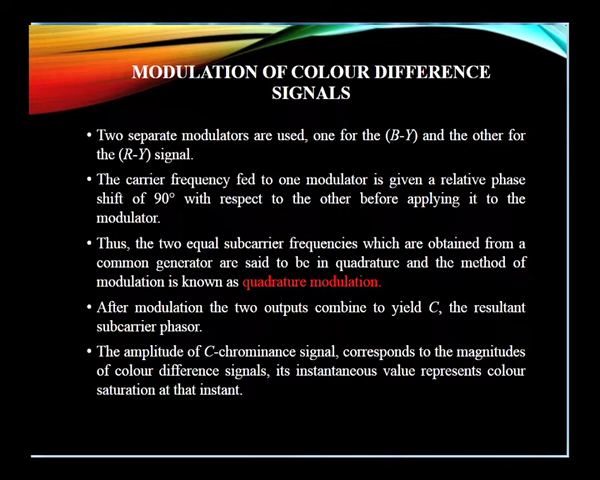 MODULATION OF COLOUR DIFFERENCE
SIGNALS
• Two separate modulators are used, one for the (B-Y) and the other for
the (R-Y) signal.
• The carrier frequency fed to one modulator is given a relative phase
shift of 90° with respect to the other before applying it to the
modulator.
• Thus, the two equal subcarrier frequencies which are obtained from a
common generator are said to be in quadrature and the method of
modulation is known as quadrature modulation.
• After modulation the two outputs combine to yield C, the resultant
subcarrier phasor.
• The amplitude of C-chrominance signal, corresponds to the magnitudes
of colour difference signals, its instantaneous value represents colour
saturation at that instant.